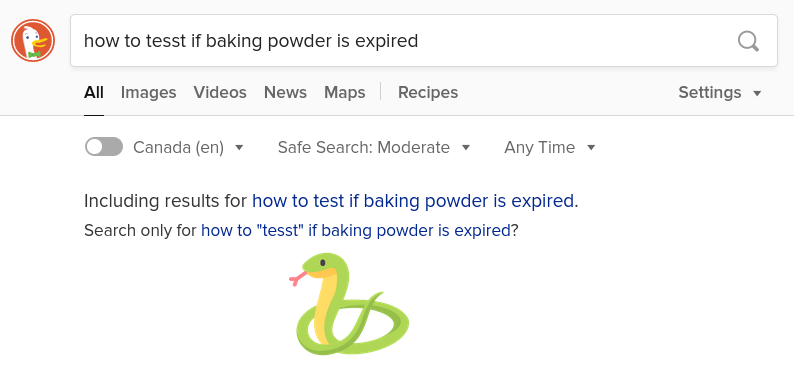 how to tesst if baking powder is expired
All Images Videos News Maps Recipes Settings
Canada (en) Safe Search: Moderate Any Time
Including results for how to test if baking powder is expired.
Search only for how to "tesst" if baking powder is expired?